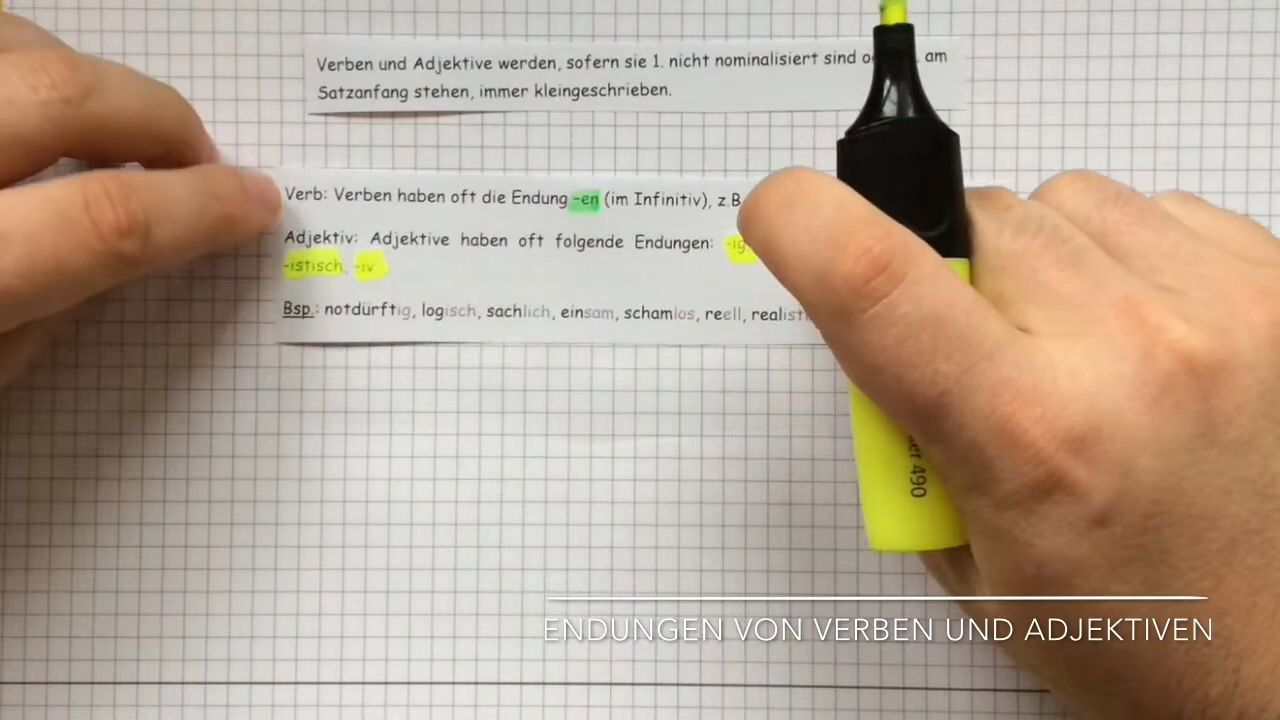 Verben und Adjektive werden, sofern sie 1. nicht nominalisiert sind am
Satzanfang stehen, immer kleingeschrieben.
Verb: Verben haben oft die Endung -en (im Infinitiv), z.B
Adjektiv: Adjektive haben oft folgende Endungen: -ig
-istisch, -iv
Bsp.: notdürftig, logisch, sachlich, einsam, schamlos, reell,
490
ENDUNGEN VON VERBEN UND ADJEKTIVEN